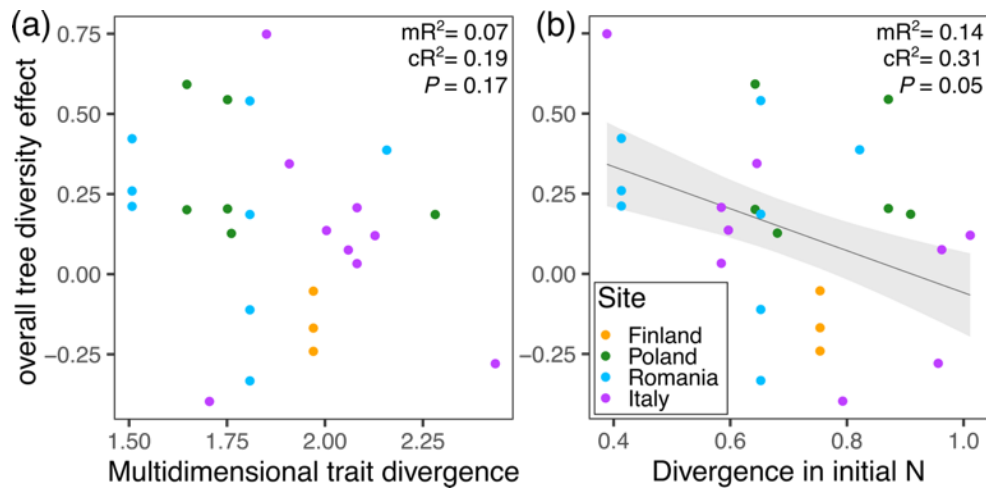 (a)
mR²= 0.07
cR²= 0.19
P = 0.17
overall tree diversity effect
0.75
0.50
0.25
0.00
−0.25
1.50 1.75 2.00 2.25
Multidimensional trait divergence
(b)
mR²= 0.14
cR²= 0.31
P = 0.05
Site
Finland
Poland
Romania
Italy
0.4 0.6 0.8 1.0
Divergence in initial N